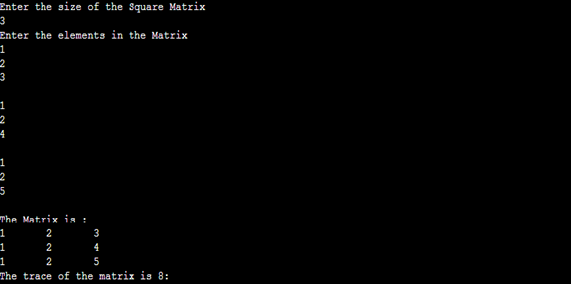 Enter the size of the Square Matrix
3
Enter the elements in the Matrix
1
2
3
1
2
4
1
2
5
The Matrix is :
1 2 3
1 2 4
1 2 5
The trace of the matrix is 8: